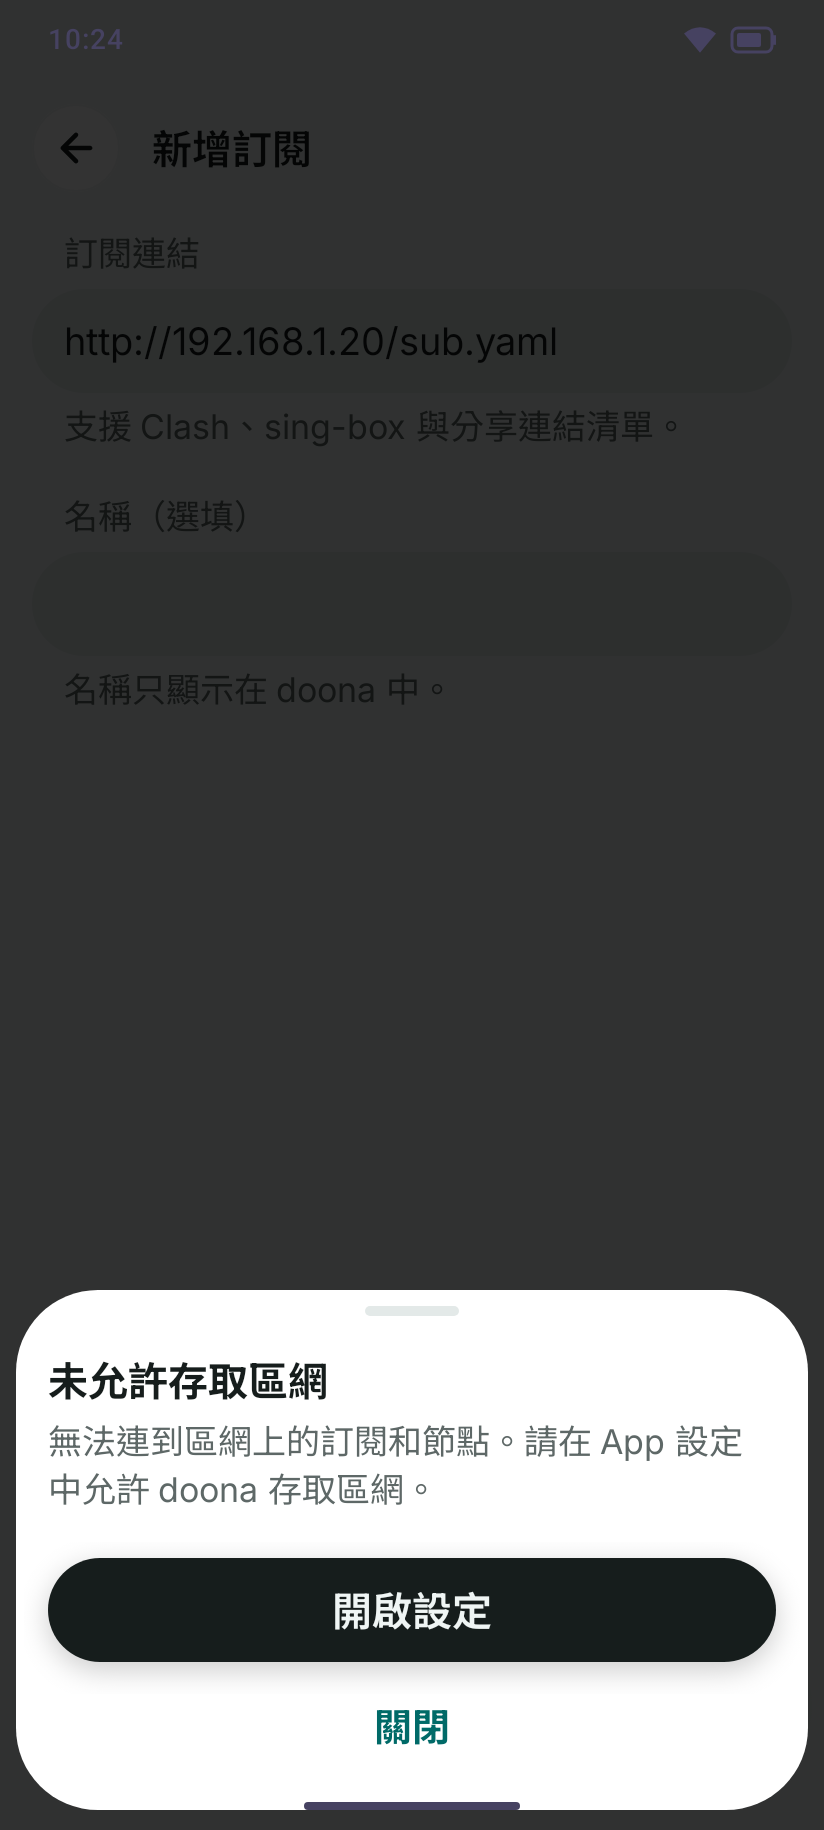 10:24
新增訂閱
訂閱連結
http://192.168.1.20/sub.yaml
支援 Clash、sing-box 與分享連結清單。
名稱（選填）
名稱只顯示在 doona 中。
未允許存取區網
無法連到區網上的訂閱和節點。請在 App 設定
中允許 doona 存取區網。
開啟設定
關閉